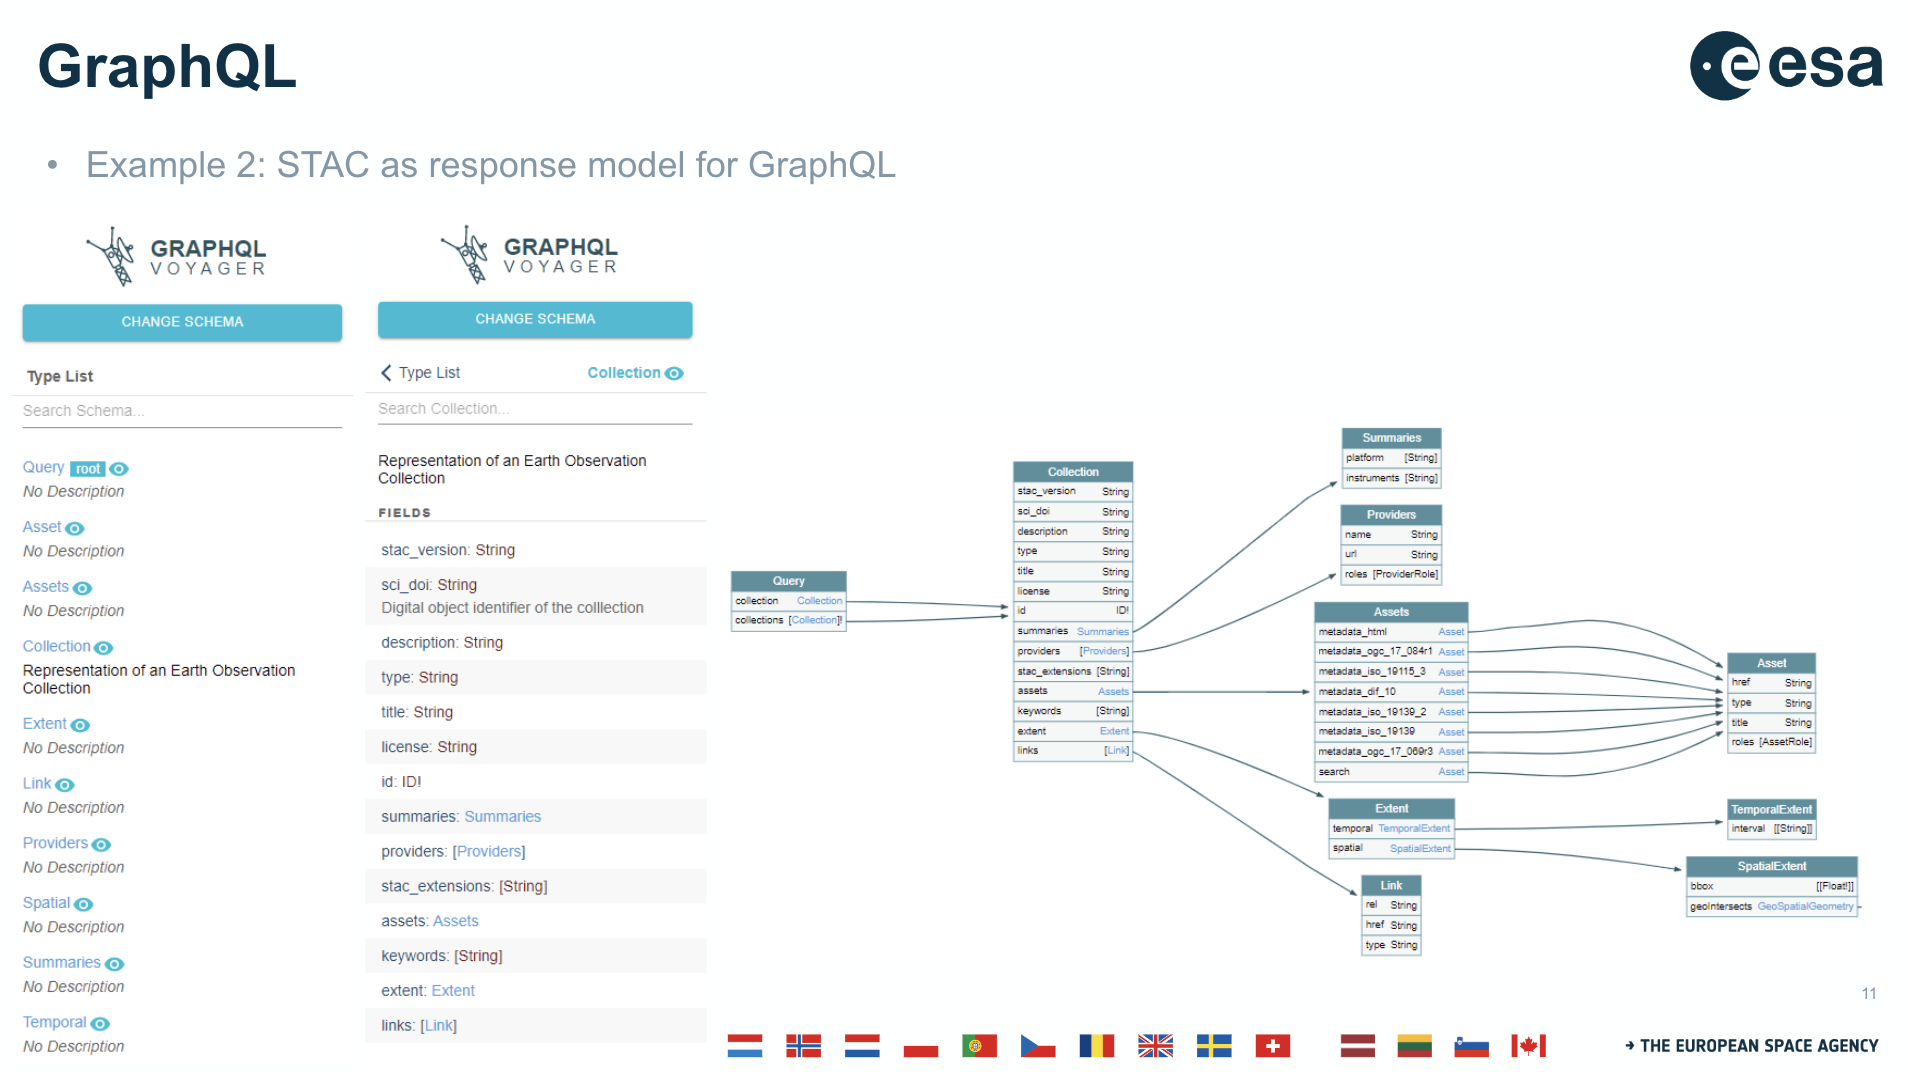 GraphQL
esa
• Example 2: STAC as response model for GraphQL
GRAPHQL
VOYAGER
CHANGE SCHEMA
Type List
Search Schema...
Query root
No Description
Asset
No Description
Assets
No Description
Collection
Representation of an Earth Observation
Collection
Extent
No Description
Link
No Description
Providers
No Description
Spatial
No Description
Summaries
No Description
Temporal
No Description
GRAPHQL
VOYAGER
CHANGE SCHEMA
Type List Collection
Search Collection...
Representation of an Earth Observation
Collection
FIELDS
stac_version: String
sci_doi: String
Digital object identifier of the colllection
description: String
type: String
title: String
license: String
id: ID!
summaries: Summaries
providers: [Providers]
stac_extensions: [String]
assets: Assets
keywords: [String]
extent: Extent
links: [Link]
Query
collection Collection
collections [Collection]!
Collection
stac_version String
sci_doi String
description String
type String
title String
license String
id ID!
summaries Summaries
providers [Providers]
stac_extensions [String]
assets Assets
keywords [String]
extent Extent
links [Link]
Summaries
platform [String]
instruments [String]
Providers
name String
url String
roles [ProviderRole]
Assets
metadata_html Asset
metadata_ogc_17_084r1 Asset
metadata_iso_19115_3 Asset
metadata_dif_10 Asset
metadata_iso_19139_2 Asset
metadata_iso_19139 Asset
metadata_ogc_17_069r3 Asset
search Asset
Extent
temporal TemporalExtent
spatial SpatialExtent
Link
rel String
href String
type String
Asset
href String
type String
title String
roles [AssetRole]
TemporalExtent
interval [[String]]
SpatialExtent
bbox [[Float!]]
geoIntersects GeoSpatialGeometry
11
→ THE EUROPEAN SPACE AGENCY